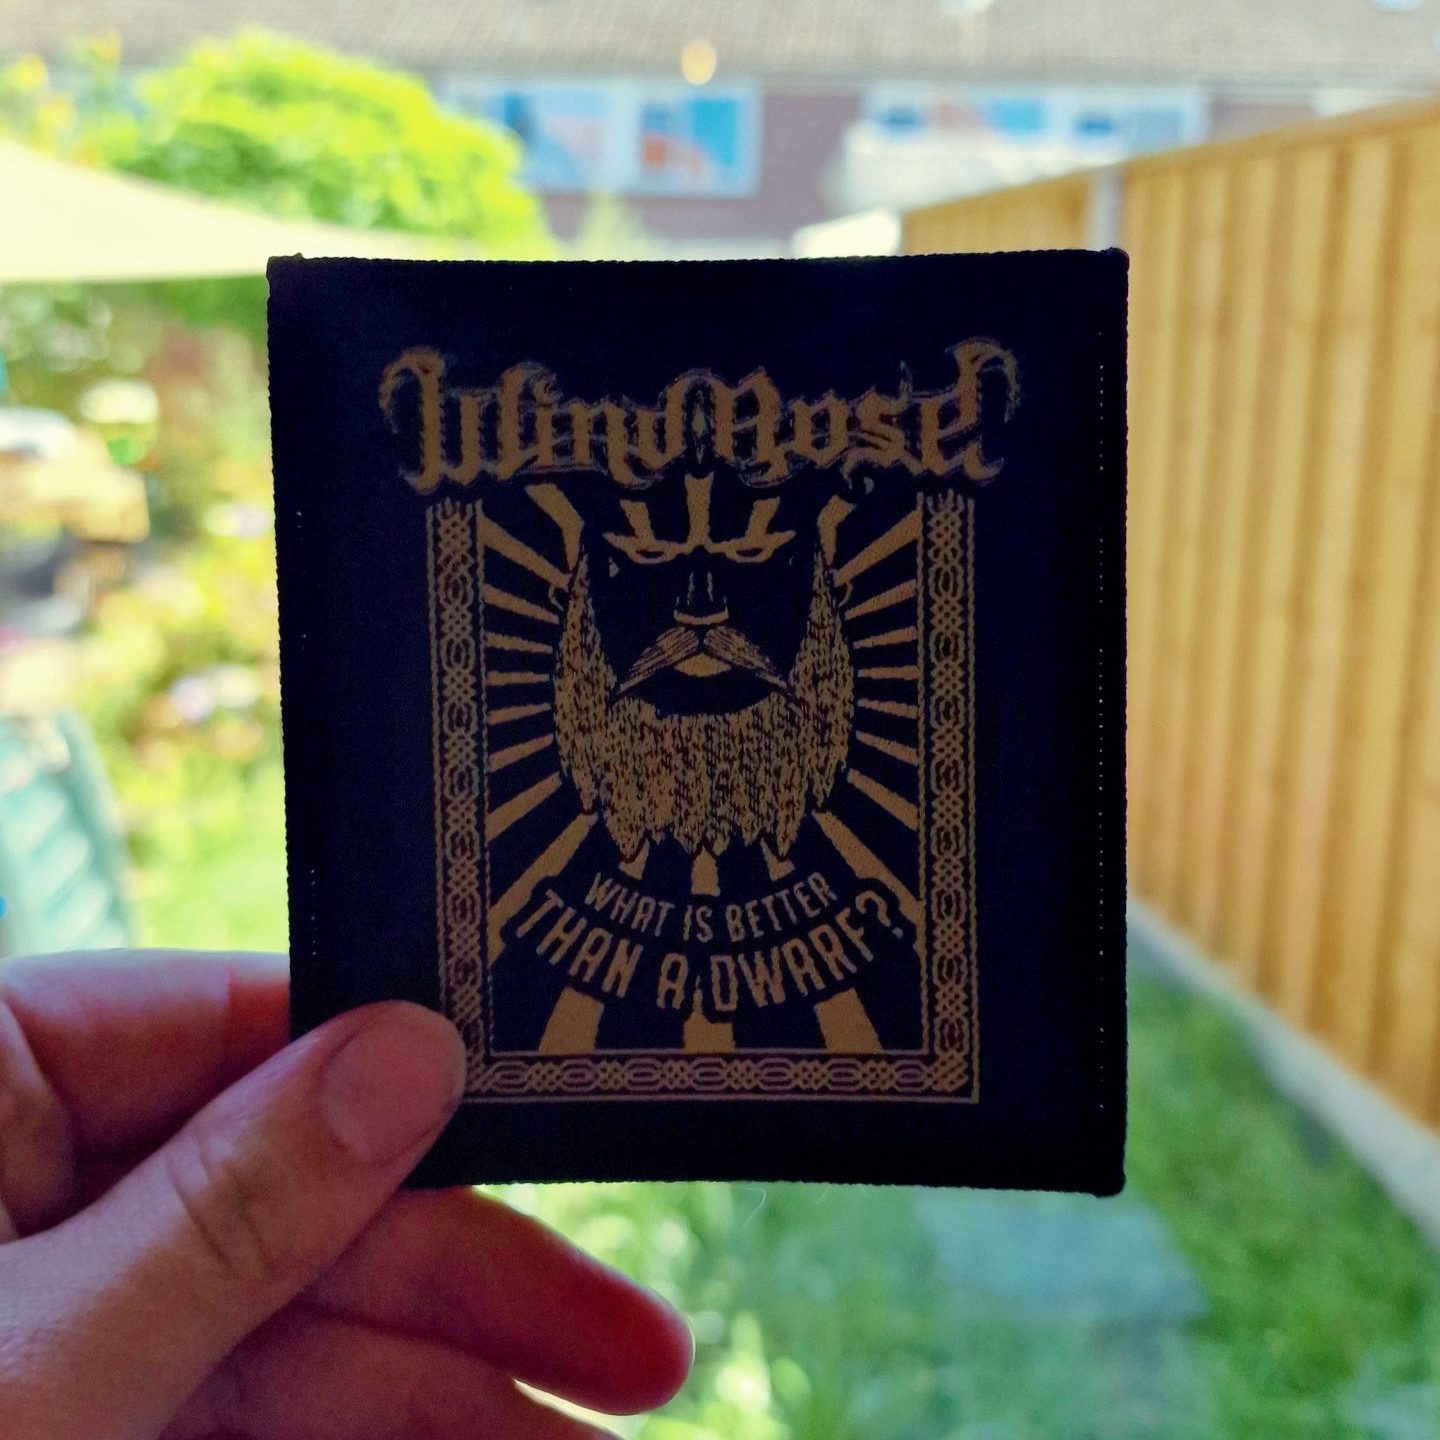 Wind Rose
WHAT IS BETTER
THAN A DWARF?